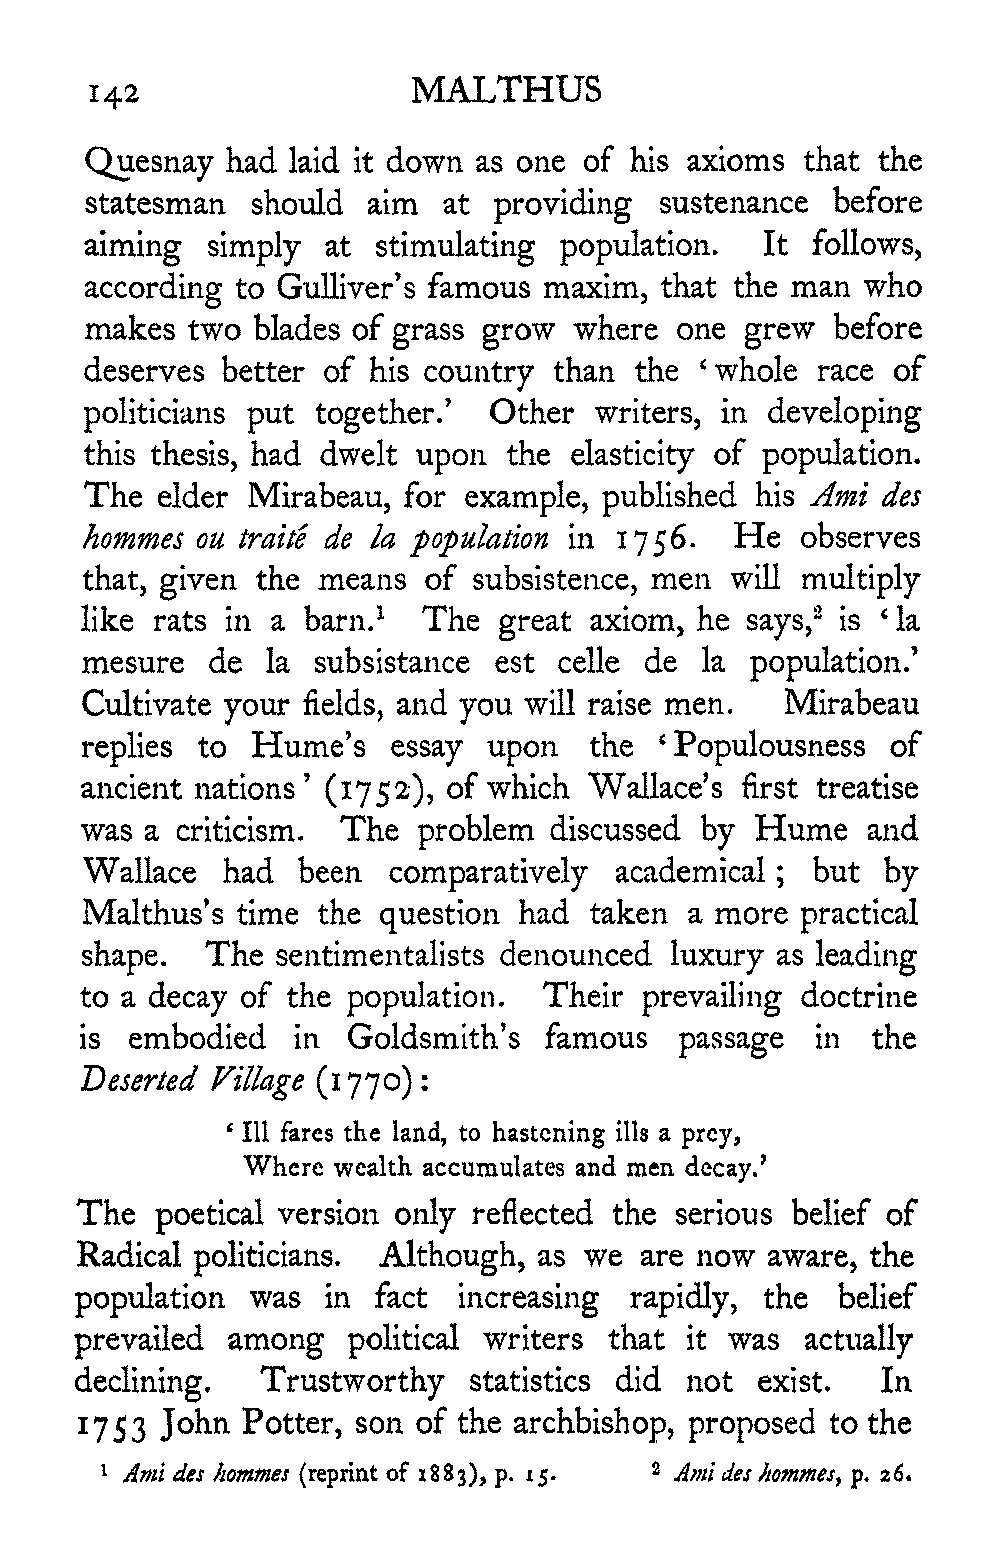 142 MALTHUS
Quesnay had laid it down as one of his axioms that the
statesman should aim at providing sustenance before
aiming simply at stimulating population. It follows,
according to Gulliver's famous maxim, that the man who
makes two blades of grass grow where one grew before
deserves better of his country than the ‘whole race of
politicians put together.’ Other writers, in developing
this thesis, had dwelt upon the elasticity of population.
The elder Mirabeau, for example, published his Ami des
hommes ou traité de la population in 1756. He observes
that, given the means of subsistence, men will multiply
like rats in a barn.¹ The great axiom, he says,² is ‘la
mesure de la subsistance est celle de la population.’
Cultivate your fields, and you will raise men. Mirabeau
replies to Hume's essay upon the ‘Populousness of
ancient nations’ (1752), of which Wallace's first treatise
was a criticism. The problem discussed by Hume and
Wallace had been comparatively academical; but by
Malthus's time the question had taken a more practical
shape. The sentimentalists denounced luxury as leading
to a decay of the population. Their prevailing doctrine
is embodied in Goldsmith's famous passage in the
Deserted Village (1770):
‘Ill fares the land, to hastening ills a prey,
Where wealth accumulates and men decay.’
The poetical version only reflected the serious belief of
Radical politicians. Although, as we are now aware, the
population was in fact increasing rapidly, the belief
prevailed among political writers that it was actually
declining. Trustworthy statistics did not exist. In
1753 John Potter, son of the archbishop, proposed to the
¹ Ami des hommes (reprint of 1883), p. 15. ² Ami des hommes, p. 26.